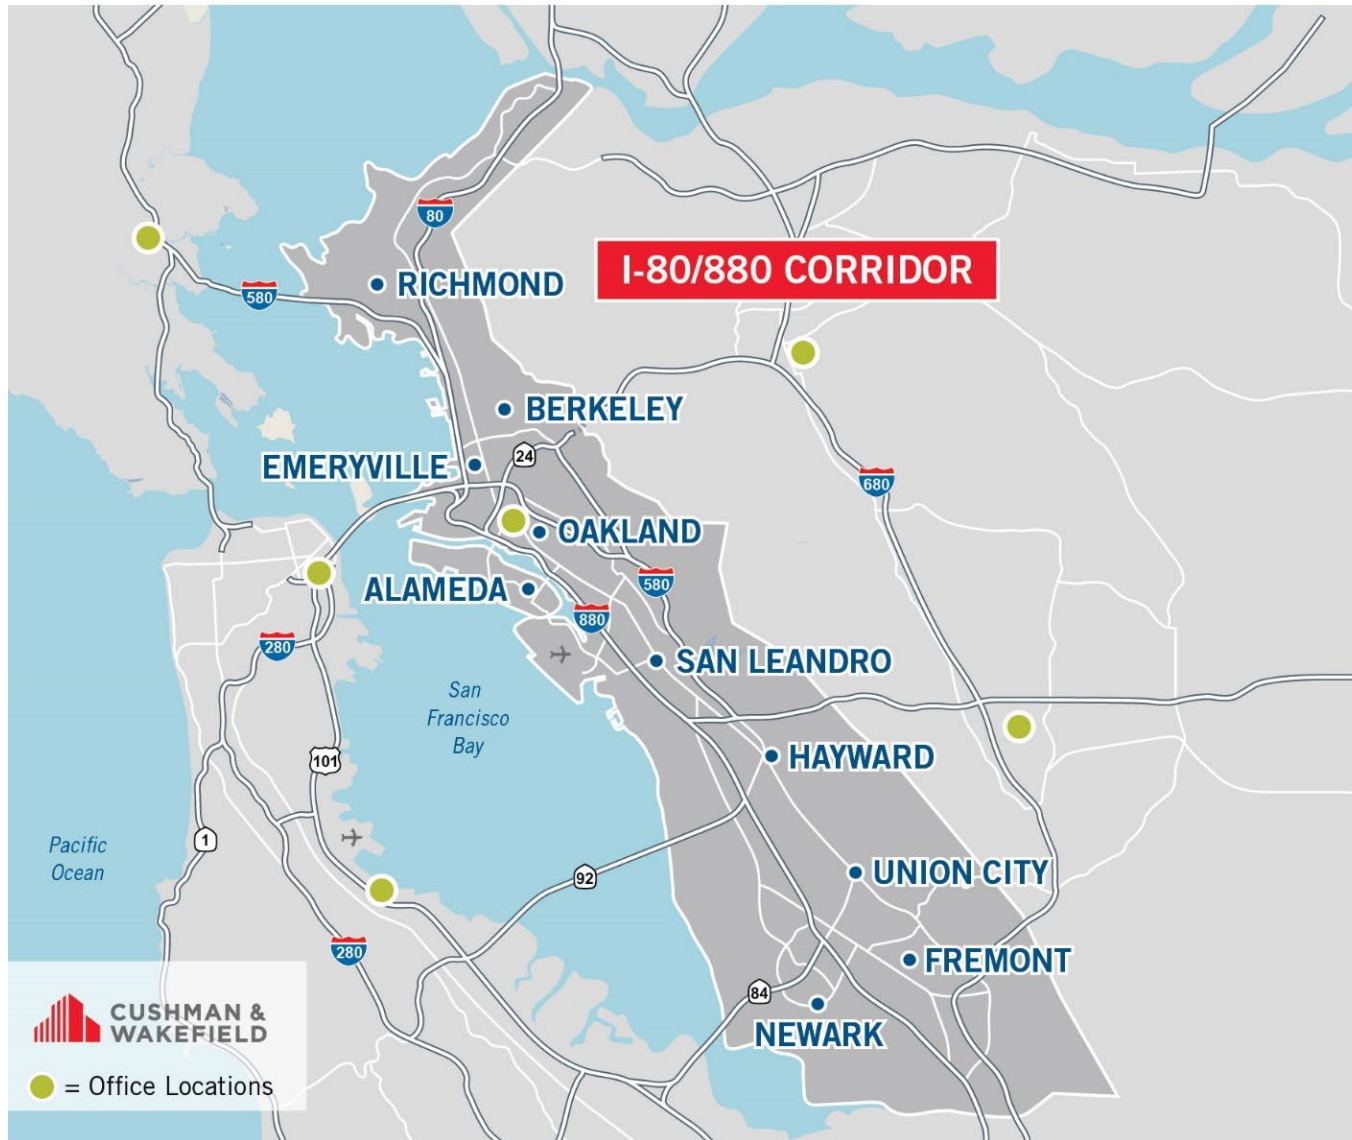 80
I-80/880 CORRIDOR
RICHMOND
580
BERKELEY
24
EMERYVILLE
680
OAKLAND
580
ALAMEDA
880
280
SAN LEANDRO
San
Francisco
Bay
HAYWARD
101
1
Pacific
Ocean
92
UNION CITY
280
FREMONT
84
NEWARK
CUSHMAN &
WAKEFIELD
= Office Locations